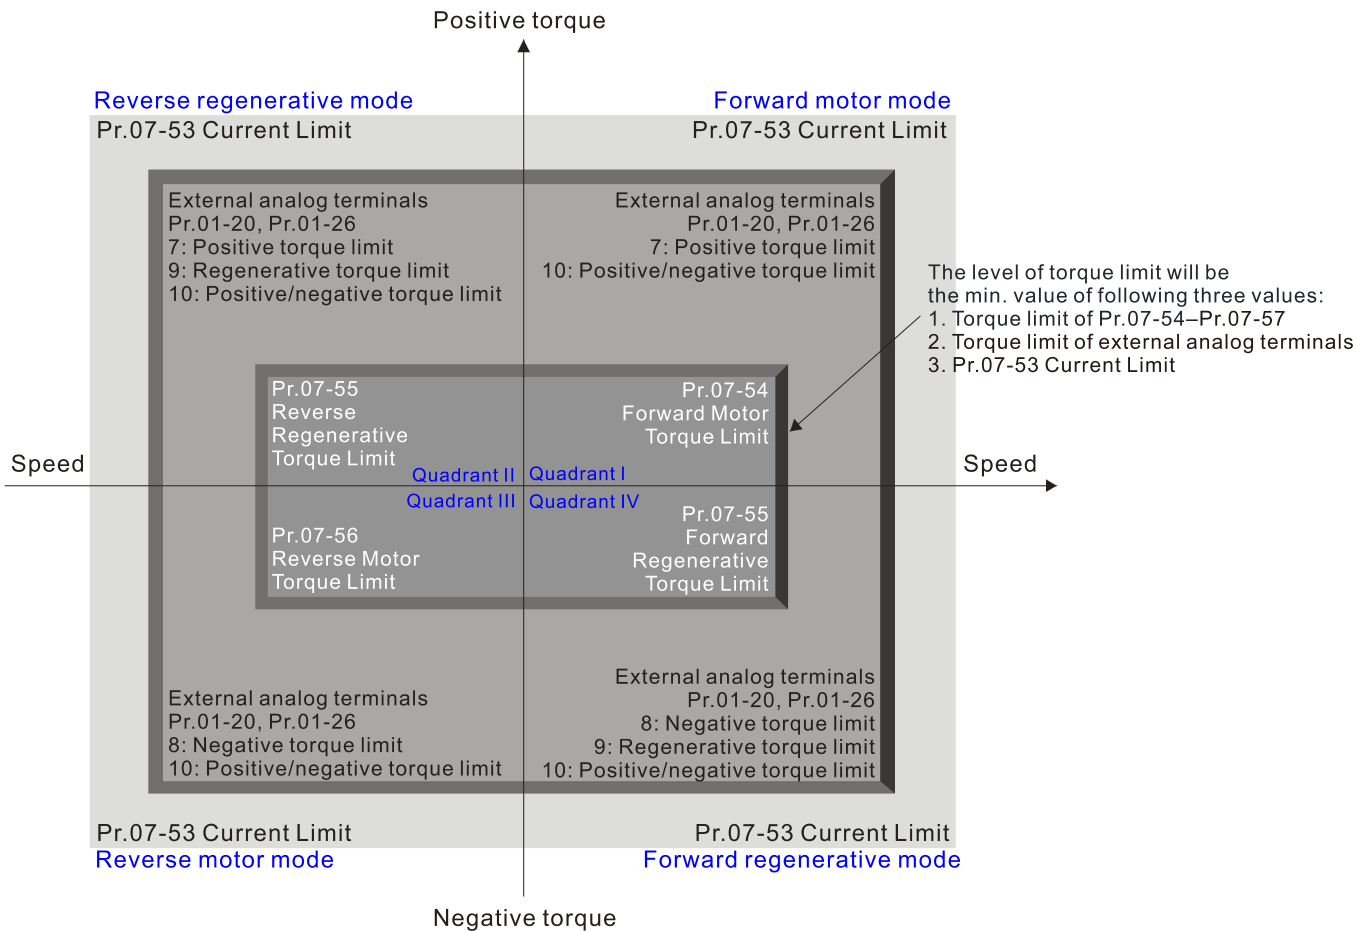 Positive torque
Reverse regenerative mode
Forward motor mode
Pr.07-53 Current Limit
Pr.07-53 Current Limit
External analog terminals
Pr.01-20, Pr.01-26
7: Positive torque limit
9: Regenerative torque limit
10: Positive/negative torque limit
External analog terminals
Pr.01-20, Pr.01-26
7: Positive torque limit
10: Positive/negative torque limit
The level of torque limit will be
the min. value of following three values:
1. Torque limit of Pr.07-54–Pr.07-57
2. Torque limit of external analog terminals
3. Pr.07-53 Current Limit
Pr.07-55
Reverse
Regenerative
Torque Limit
Pr.07-54
Forward Motor
Torque Limit
Speed
Quadrant II
Quadrant I
Speed
Quadrant III
Quadrant IV
Pr.07-56
Reverse Motor
Torque Limit
Pr.07-55
Forward
Regenerative
Torque Limit
External analog terminals
Pr.01-20, Pr.01-26
8: Negative torque limit
10: Positive/negative torque limit
External analog terminals
Pr.01-20, Pr.01-26
8: Negative torque limit
9: Regenerative torque limit
10: Positive/negative torque limit
Pr.07-53 Current Limit
Pr.07-53 Current Limit
Reverse motor mode
Forward regenerative mode
Negative torque